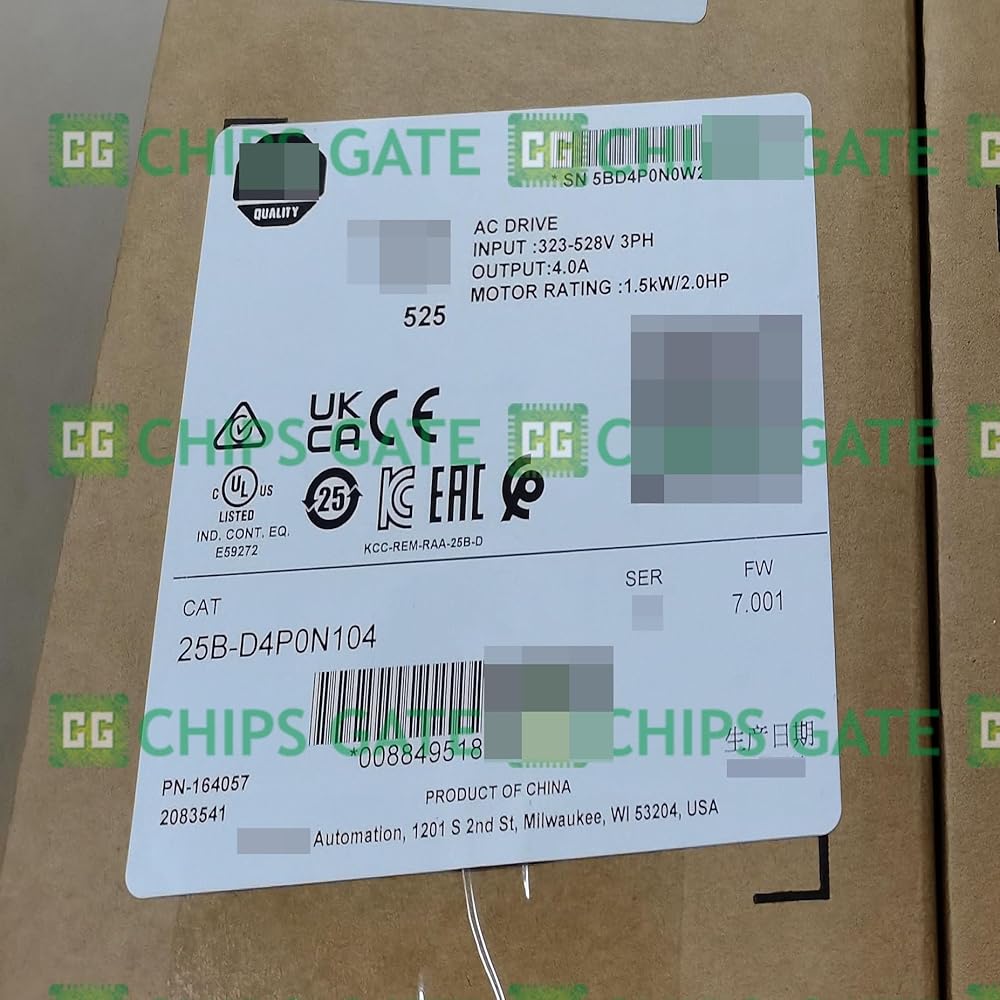 CHIPS GATE
QUALITY
*.SN 5BD4P0N0W2
AC DRIVE
INPUT :323-528V 3PH
OUTPUT:4.0A
MOTOR RATING :1.5kW/2.0HP
525
UK
CA
CE
C UL US
LISTED
IND. CONT. EQ.
E59272
25
EAC
KCC-REM-RAA-25B-D
CAT
25B-D4P0N104
SER
FW
7.001
*008849518
生产日期
PN-164057
2083541
PRODUCT OF CHINA
Automation, 1201 S 2nd St, Milwaukee, WI 53204, USA